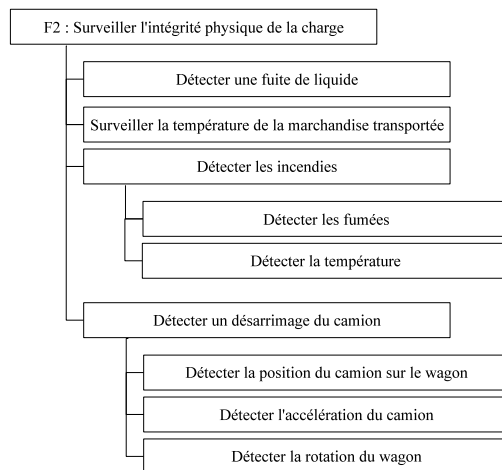 F2 : Surveiller l'intégrité physique de la charge
Détecter une fuite de liquide
Surveiller la température de la marchandise transportée
Détecter les incendies
Détecter les fumées
Détecter la température
Détecter un désarrimage du camion
Détecter la position du camion sur le wagon
Détecter l'accélération du camion
Détecter la rotation du wagon